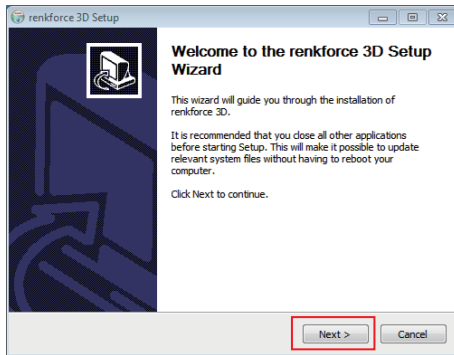 renkforce 3D Setup
Welcome to the renkforce 3D Setup
Wizard
This wizard will guide you through the installation of
renkforce 3D.
It is recommended that you close all other applications
before starting Setup. This will make it possible to update
relevant system files without having to reboot your
computer.
Click Next to continue.
Next >
Cancel